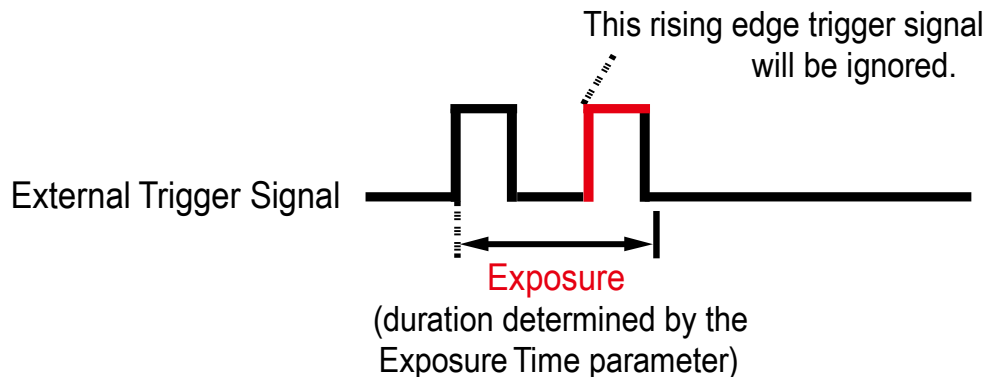 This rising edge trigger signal
will be ignored.
External Trigger Signal
Exposure
(duration determined by the
Exposure Time parameter)